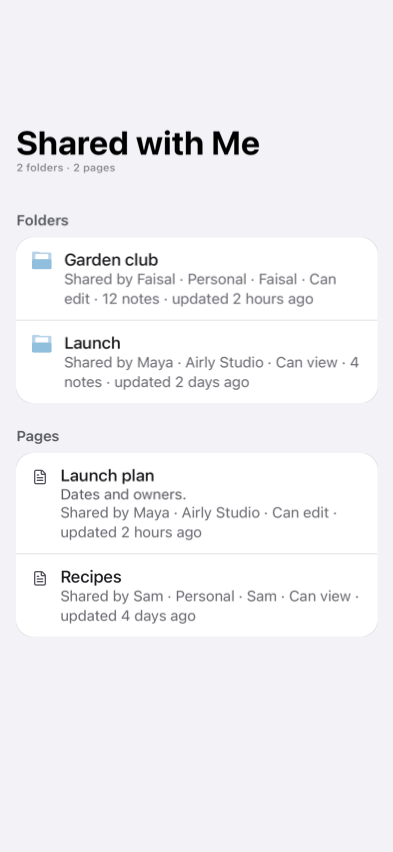 Shared with Me
2 folders · 2 pages
Folders
Garden club
Shared by Faisal · Personal · Faisal · Can
edit · 12 notes · updated 2 hours ago
Launch
Shared by Maya · Airly Studio · Can view · 4
notes · updated 2 days ago
Pages
Launch plan
Dates and owners.
Shared by Maya · Airly Studio · Can edit ·
updated 2 hours ago
Recipes
Shared by Sam · Personal · Sam · Can view ·
updated 4 days ago